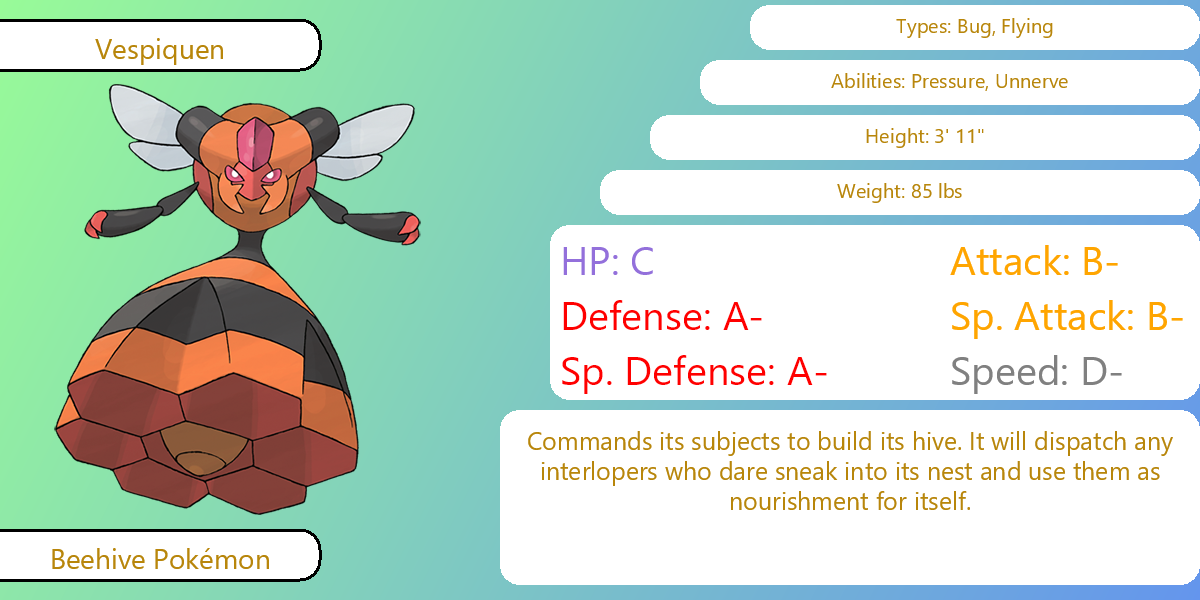 Vespiquen
Types: Bug, Flying
Abilities: Pressure, Unnerve
Height: 3' 11"
Weight: 85 lbs
HP: C
Attack: B-
Defense: A-
Sp. Attack: B-
Sp. Defense: A-
Speed: D-
Commands its subjects to build its hive. It will dispatch any
interlopers who dare sneak into its nest and use them as
nourishment for itself.
Beehive Pokémon